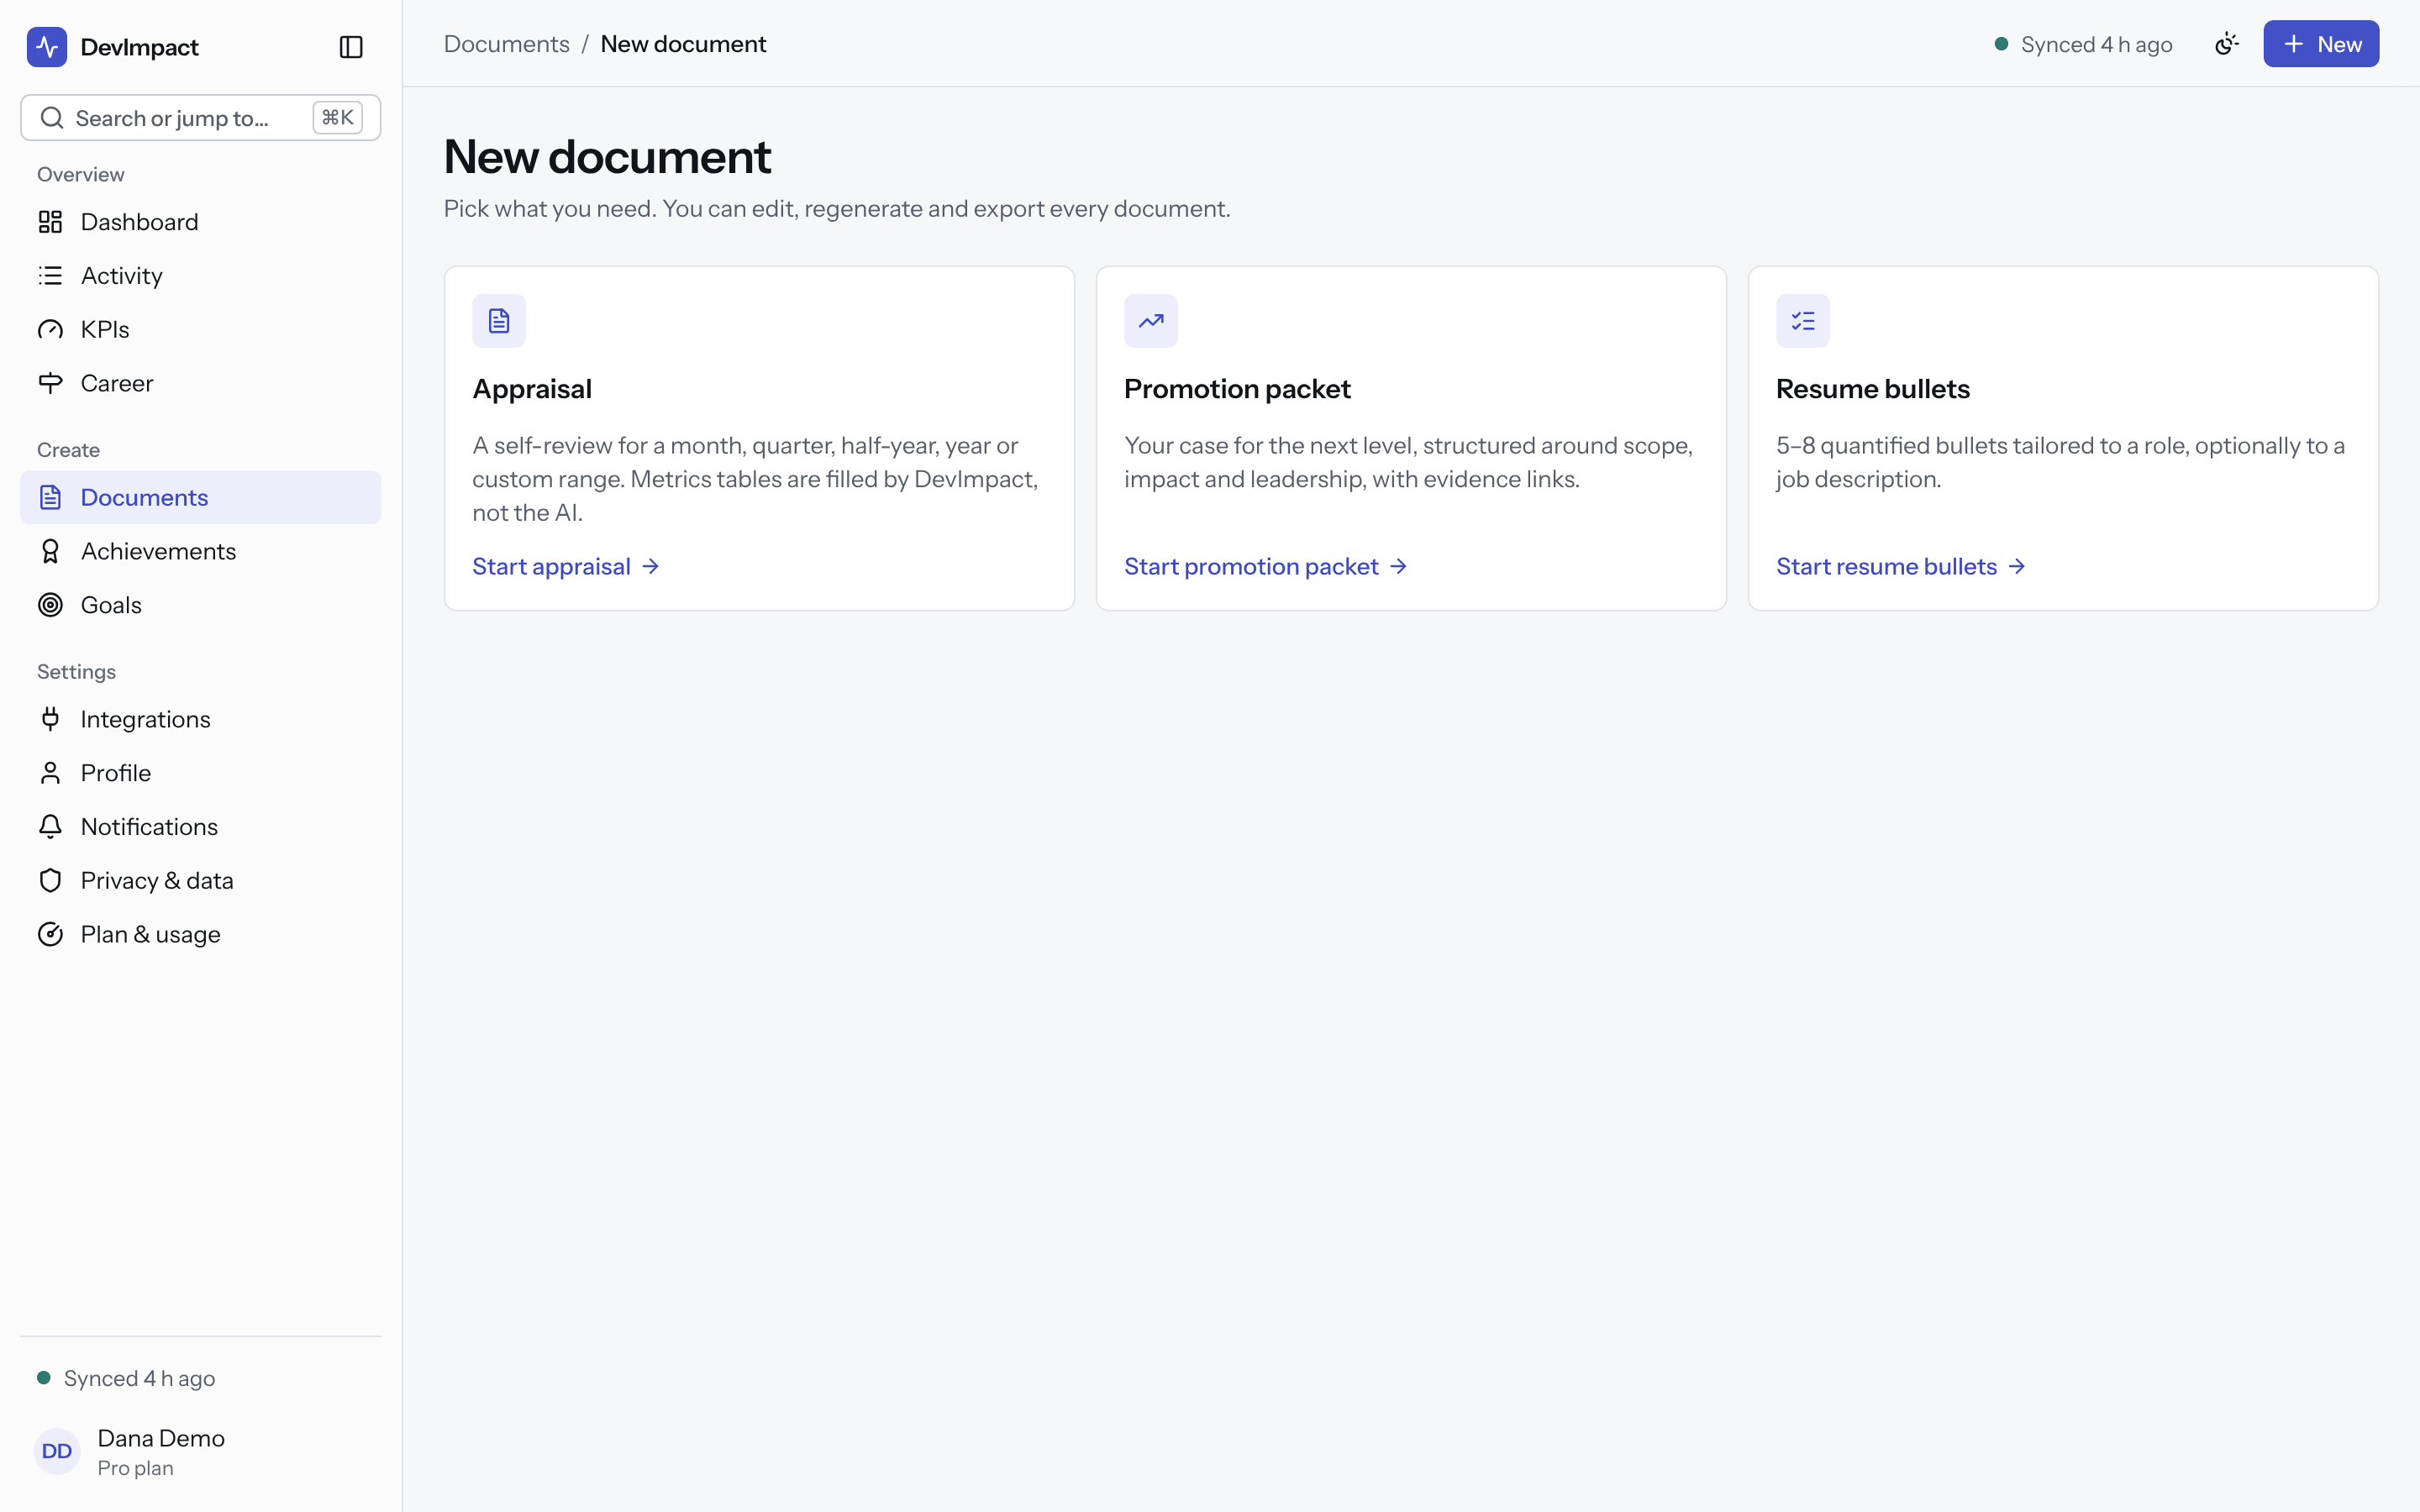 DevImpact
Search or jump to...
⌘K
Overview
Dashboard
Activity
KPIs
Career
Create
Documents
Achievements
Goals
Settings
Integrations
Profile
Notifications
Privacy & data
Plan & usage
Synced 4 h ago
DD
Dana Demo
Pro plan
Documents / New document
Synced 4 h ago
New
New document
Pick what you need. You can edit, regenerate and export every document.
Appraisal
A self-review for a month, quarter, half-year, year or
custom range. Metrics tables are filled by DevImpact,
not the AI.
Start appraisal →
Promotion packet
Your case for the next level, structured around scope,
impact and leadership, with evidence links.
Start promotion packet →
Resume bullets
5–8 quantified bullets tailored to a role, optionally to a
job description.
Start resume bullets →